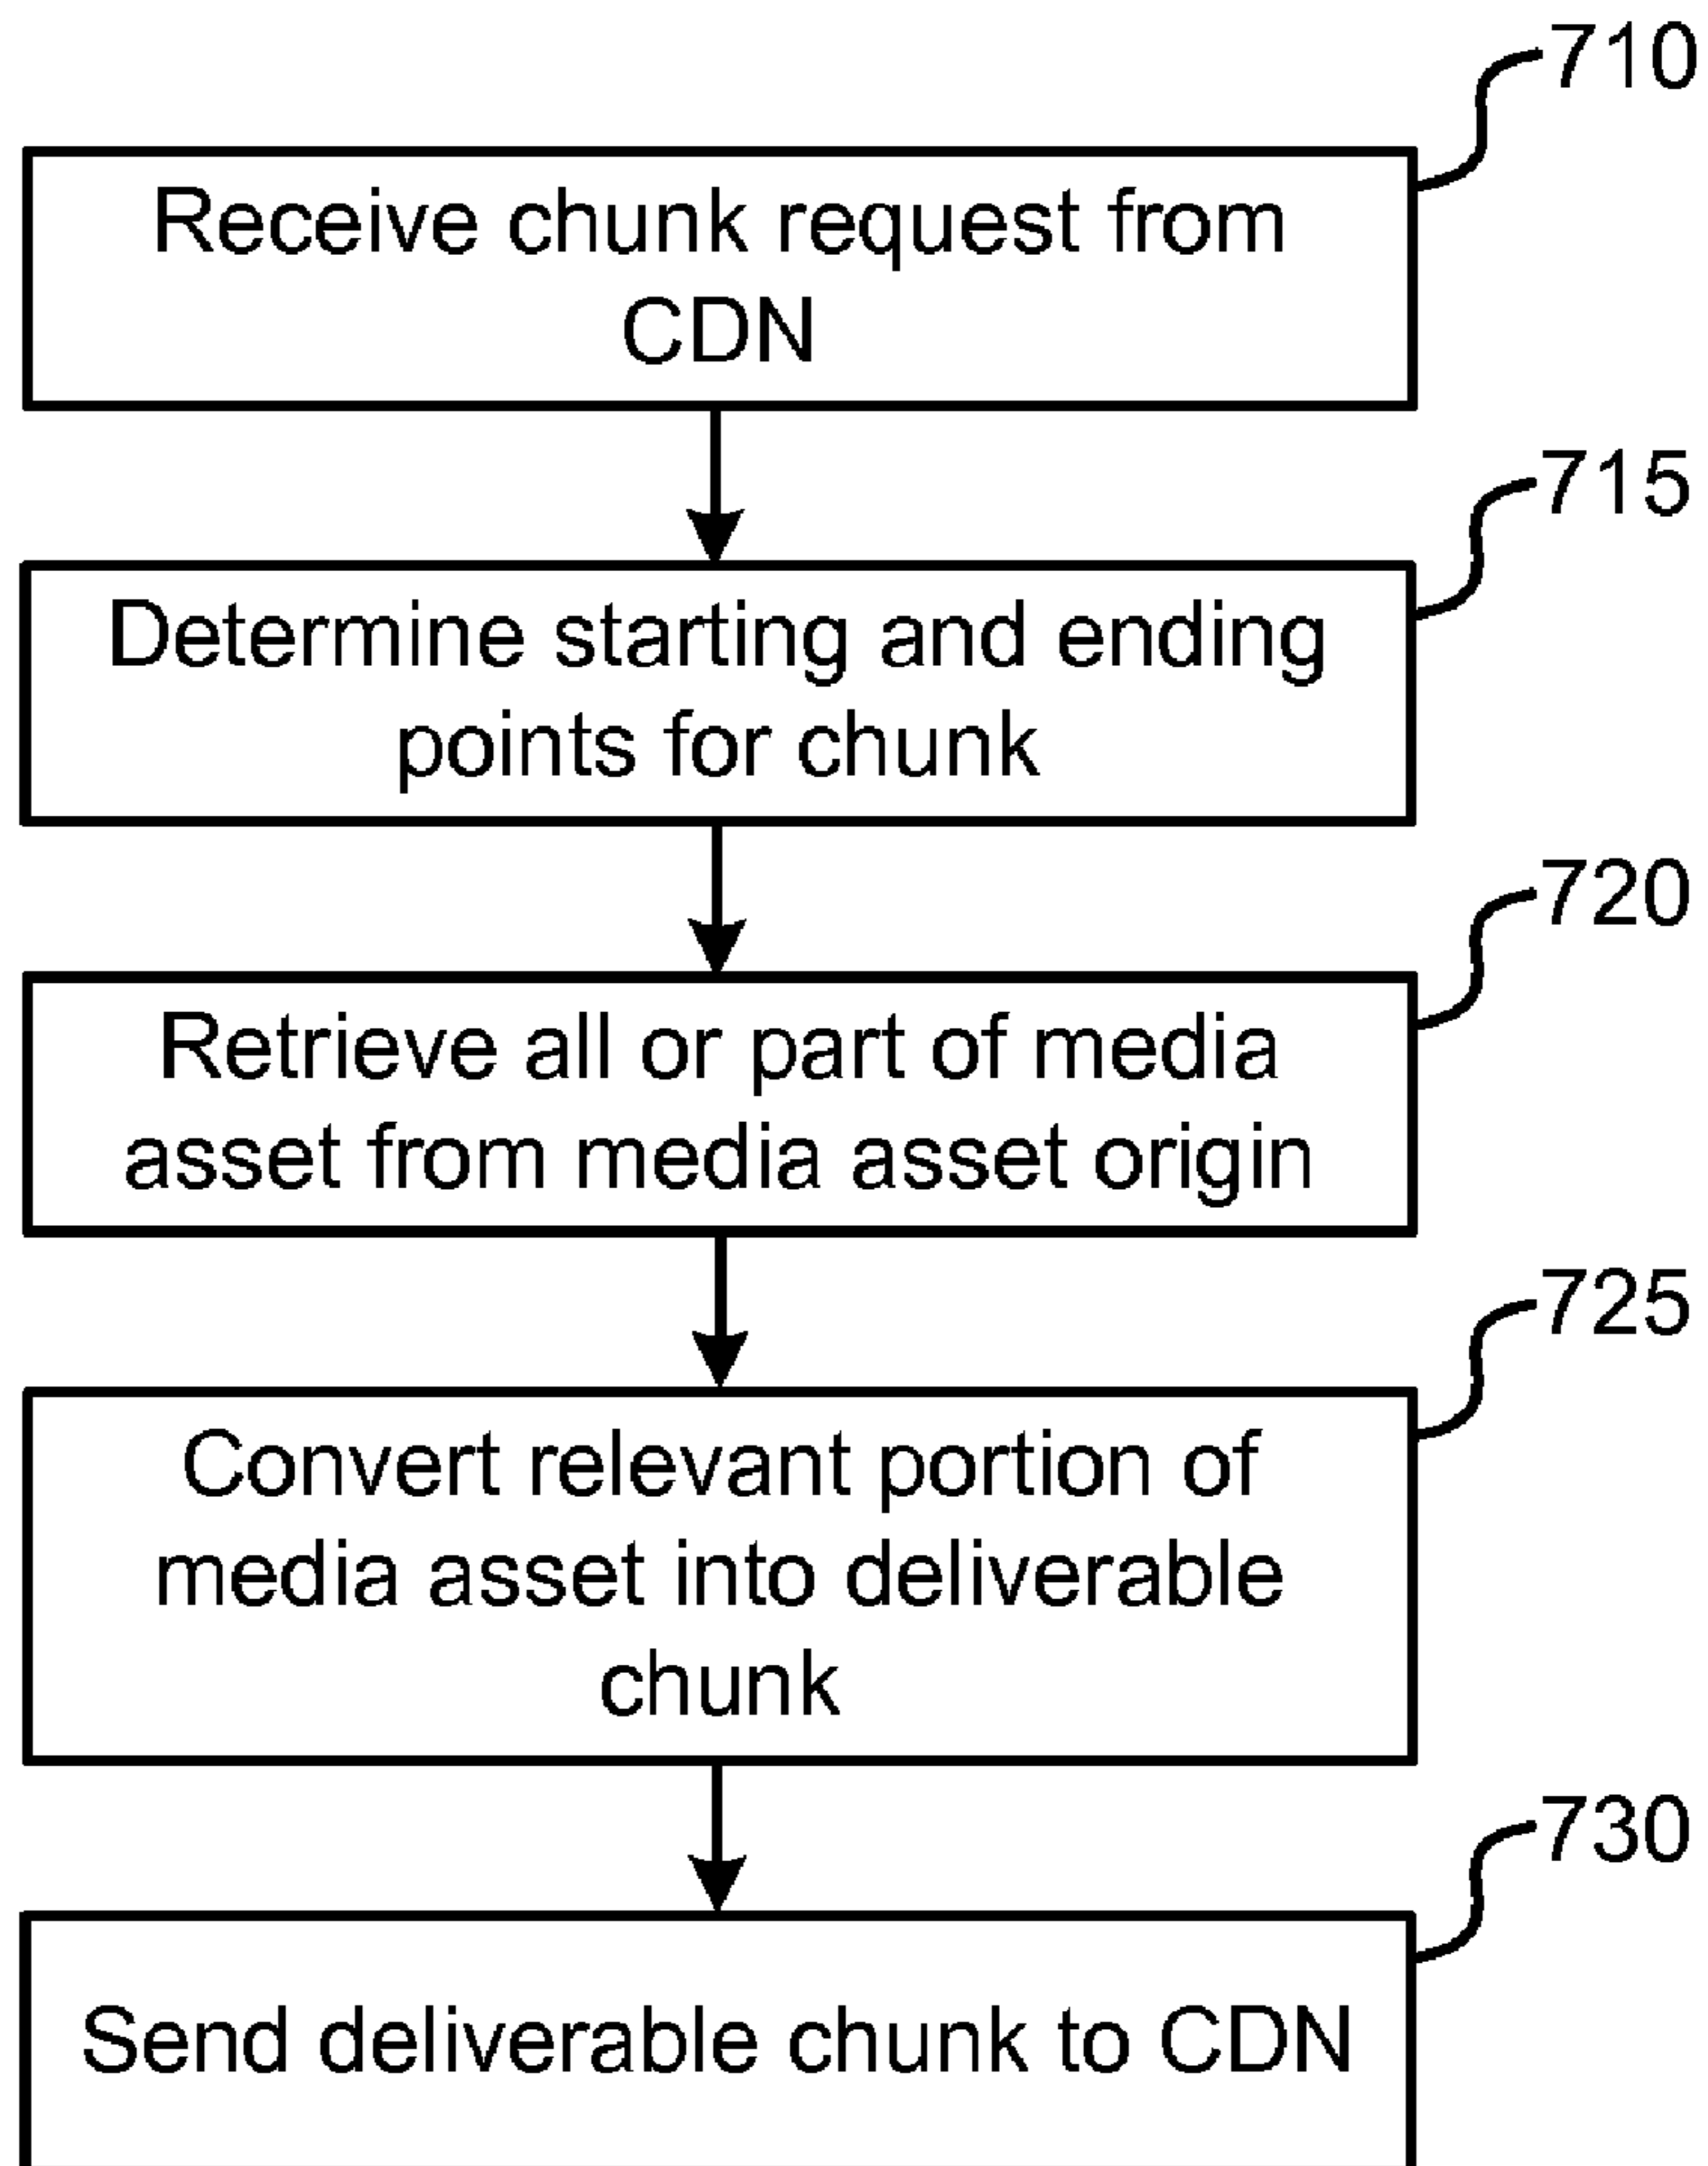 710
Receive chunk request from
CDN
715
Determine starting and ending
points for chunk
720
Retrieve all or part of media
asset from media asset origin
725
Convert relevant portion of
media asset into deliverable
chunk
730
Send deliverable chunk to CDN